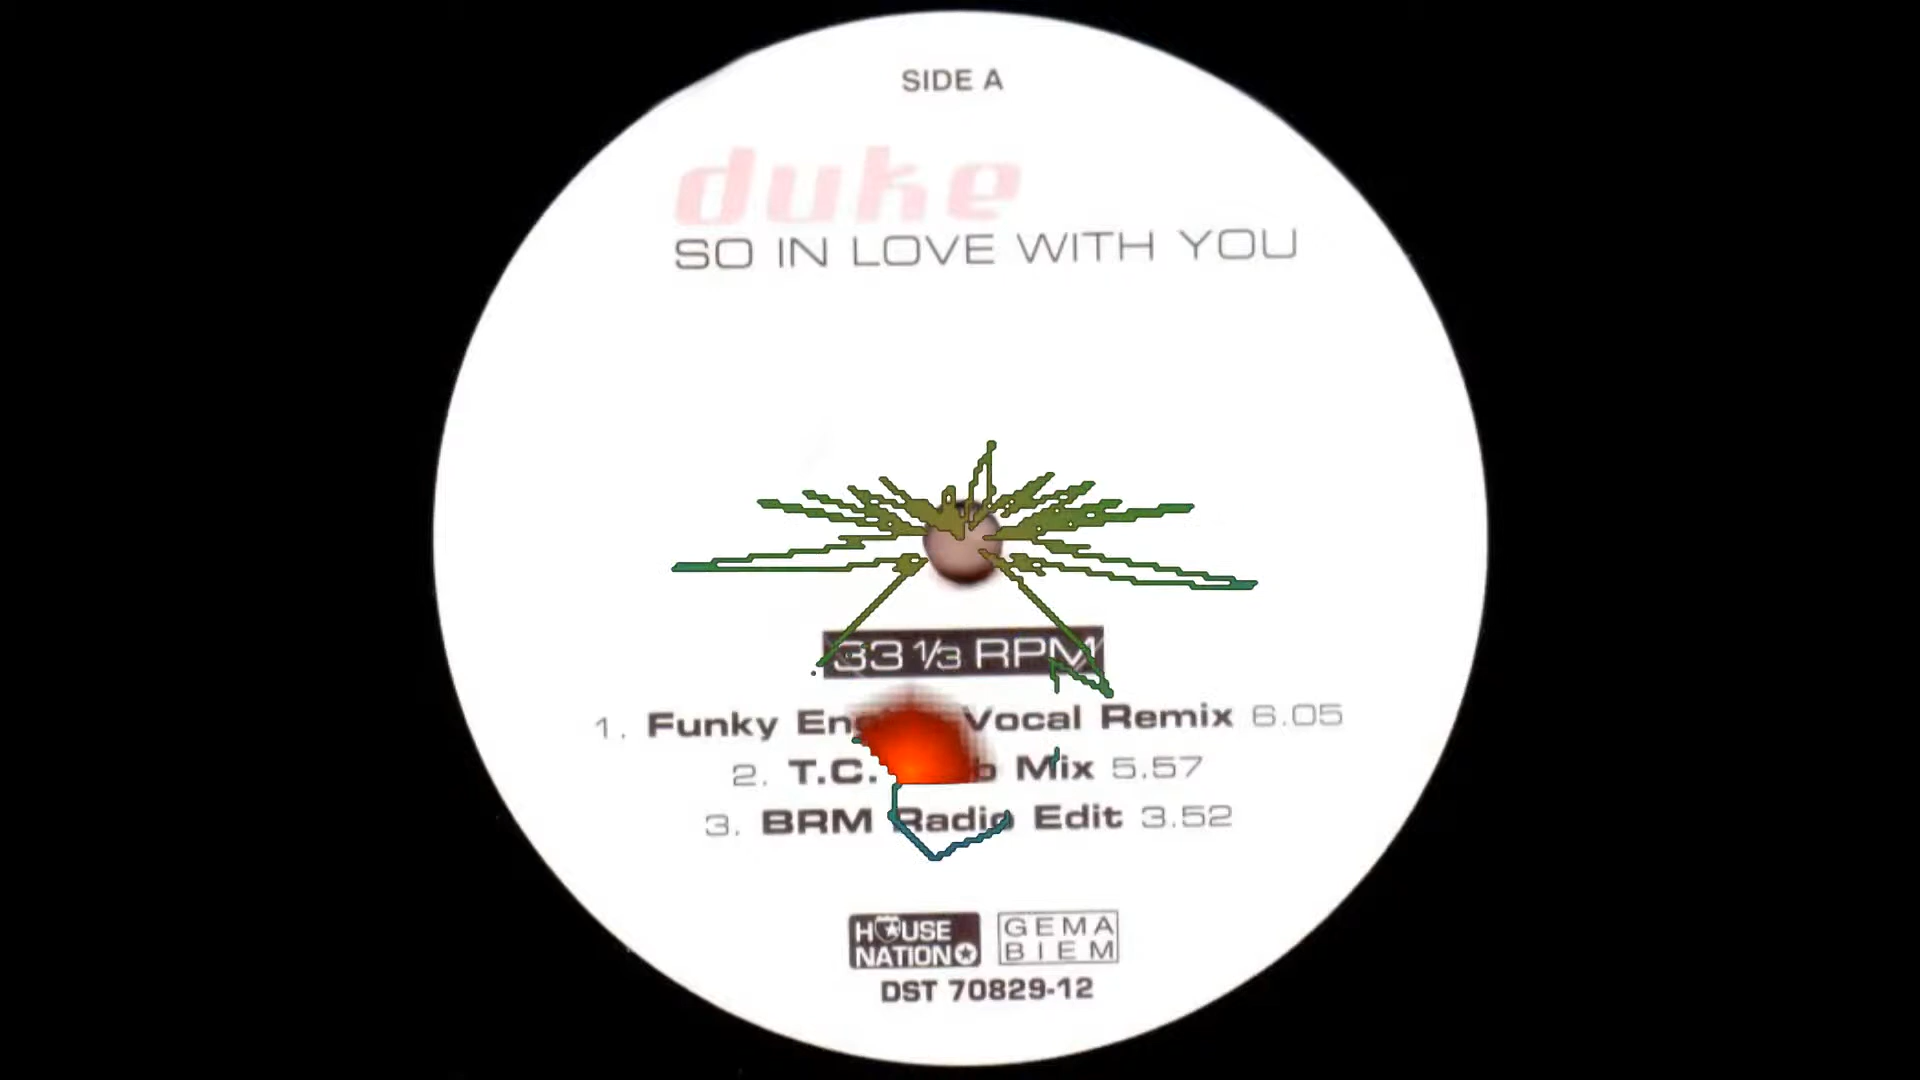 SIDE A
duke
SO IN LOVE WITH YOU
33 ⅓ RPM
1. Funky Vocal Remix 6.05
2. T.C. Mix 5.57
3. BRM Radio Edit 3.52
HOUSE NATION
GEMA
BIEM
DST 70829-12